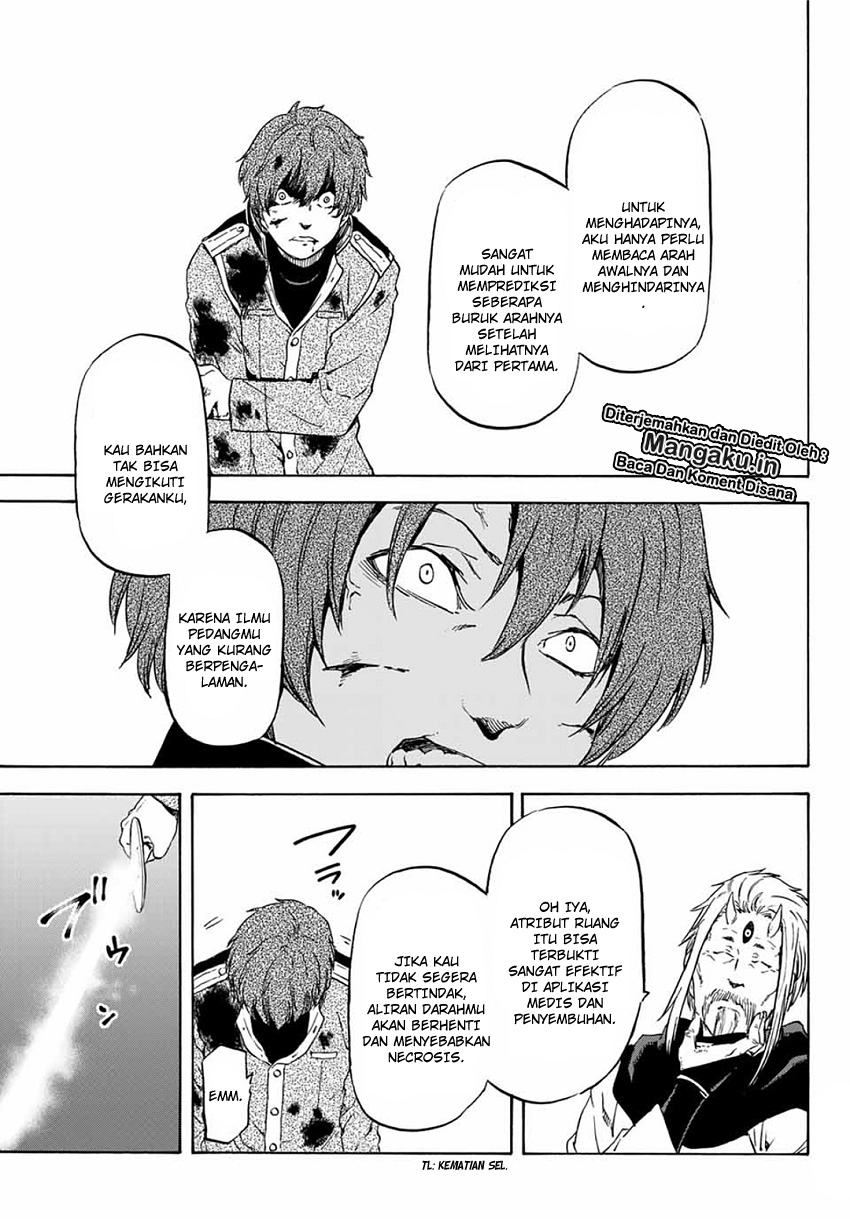 UNTUK
MENGHADAPINYA,
AKU HANYA PERLU
MEMBACA ARAH
AWALNYA DAN
MENGHINDARINYA
.
SANGAT
MUDAH UNTUK
MEMPREDIKSI
SEBERAPA
BURUK ARAHNYA
SETELAH
MELIHATNYA
DARI PERTAMA.
Diterjemahkan dan Diedit Oleh :
Mangaku.in
Baca Dan Koment Disana
KAU BAHKAN
TAK BISA
MENGIKUTI
GERAKANKU,
KARENA ILMU
PEDANGMU
YANG KURANG
BERPENGA-
LAMAN.
OH IYA,
ATRIBUT RUANG
ITU BISA
TERBUKTI
SANGAT EFEKTIF
DI APLIKASI
MEDIS DAN
PENYEMBUHAN.
JIKA KAU
TIDAK SEGERA
BERTINDAK,
ALIRAN DARAHMU
AKAN BERHENTI
DAN MENYEBABKAN
NECROSIS.
フラ
EMM.
ブゥン
TL: KEMATIAN SEL.